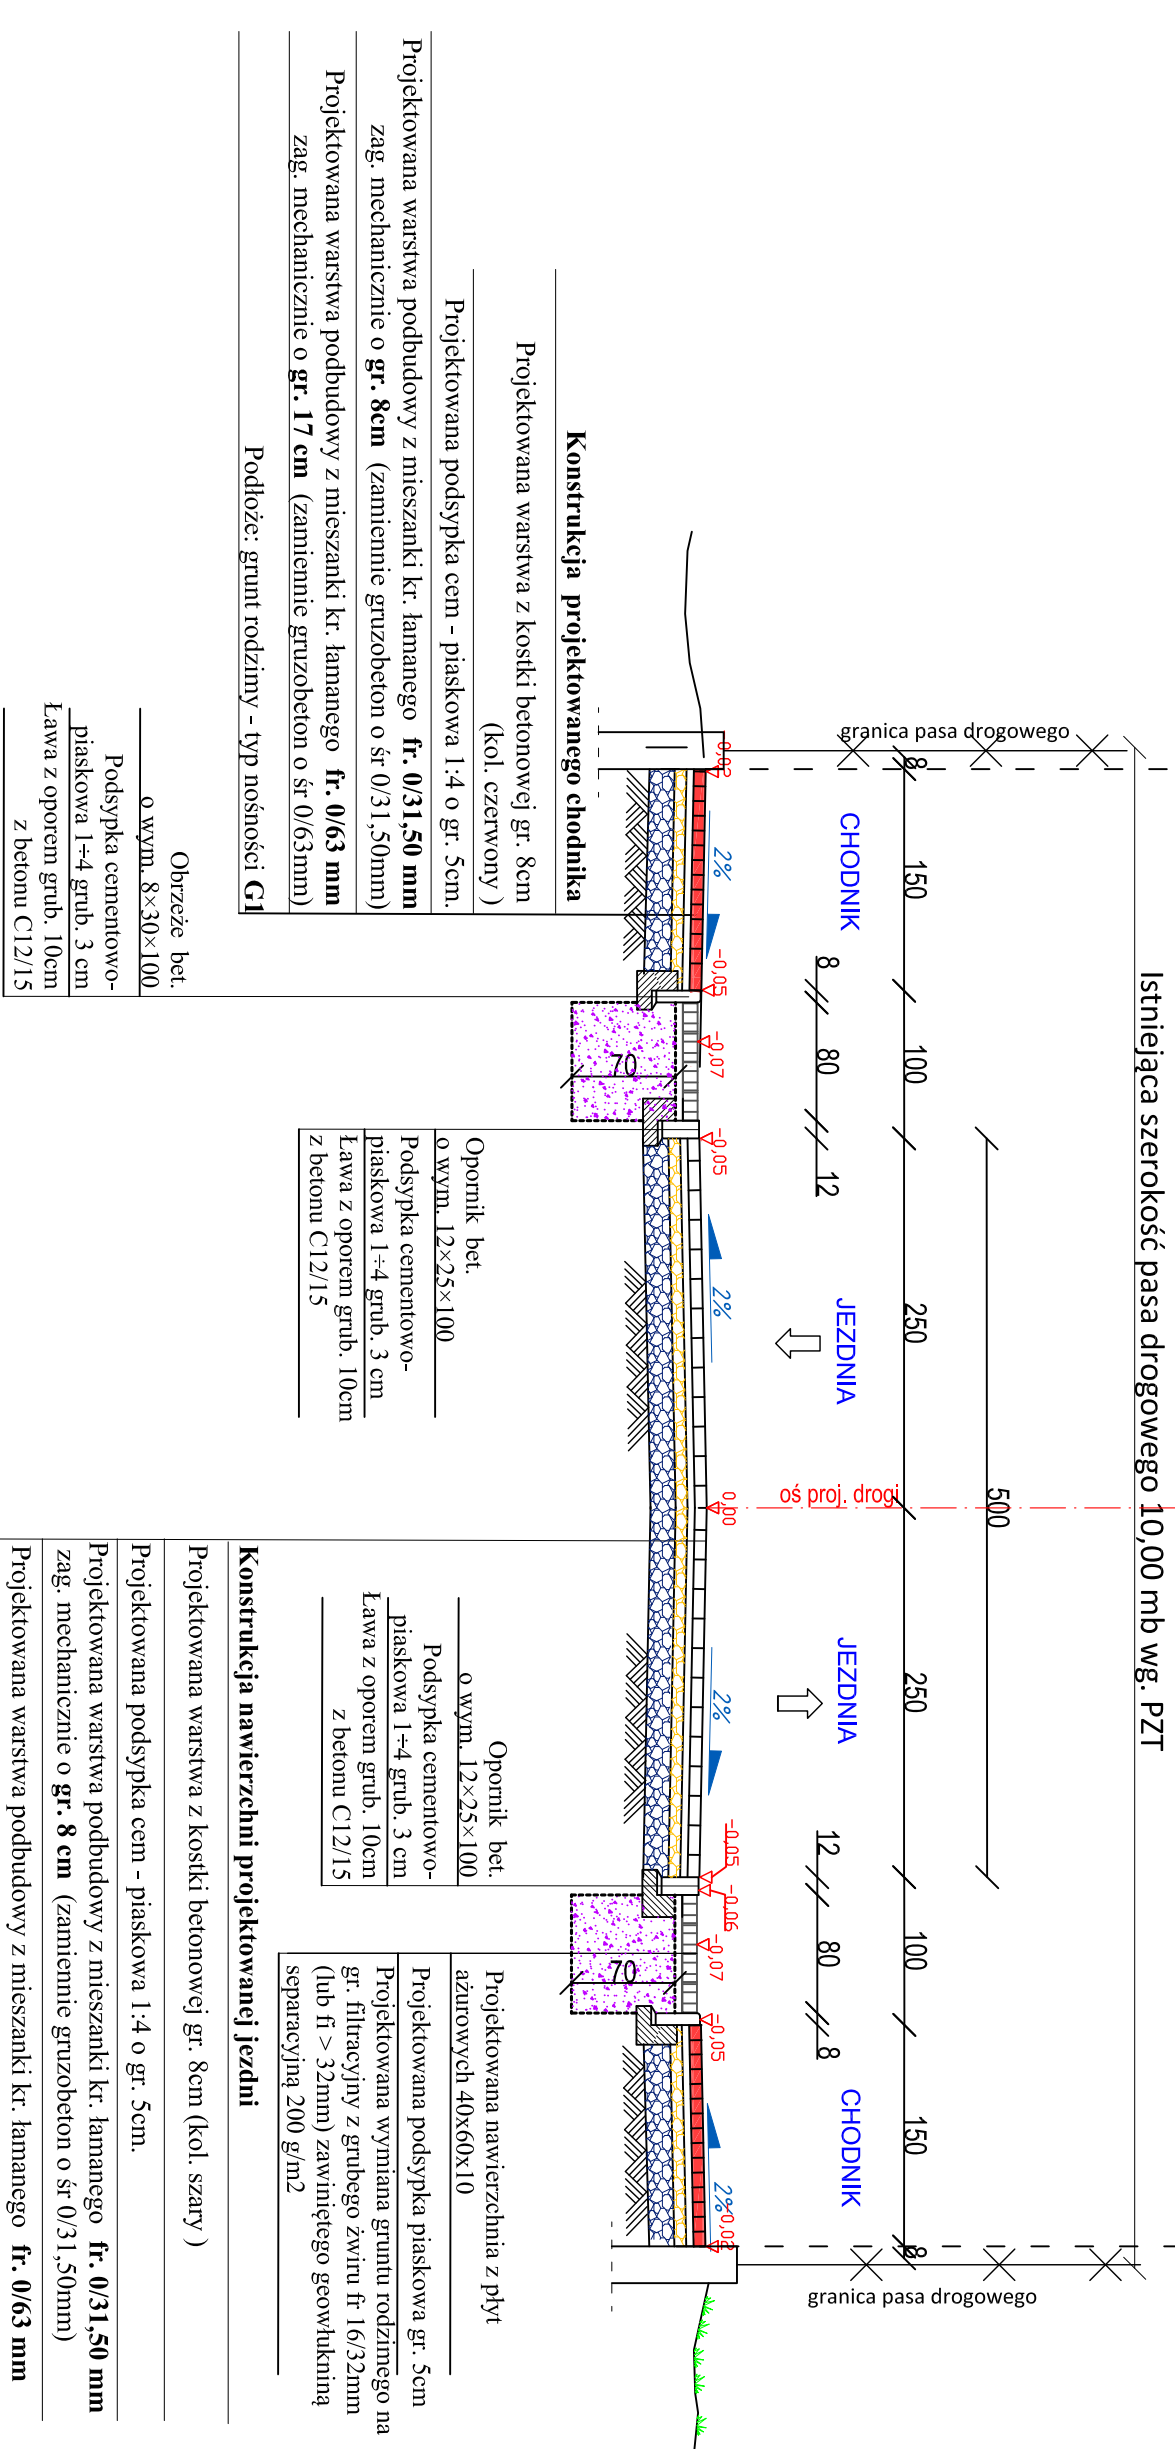 Istniejąca szerokość pasa drogowego 10,00 mb wg. PZT
500
granica pasa drogowego
8
150
100
250
250
100
150
8
granica pasa drogowego
CHODNIK
8
80
12
JEZDNIA
oś proj. drogi
JEZDNIA
12
80
8
CHODNIK
2%
-0,05
-0,07
-0,05
2%
0,00
2%
-0,05
-0,06
-0,07
-0,05
2%
70
70
Konstrukcja projektowanego chodnika
Projektowana warstwa z kostki betonowej gr. 8cm
(kol. czerwony )
Projektowana podsypka cem - piaskowa 1:4 o gr. 5cm.
Projektowana warstwa podbudowy z mieszanki kr. łamanego fr. 0/31,50 mm
zag. mechanicznie o gr. 8cm (zamiennie gruzobeton o śr 0/31,50mm)
Projektowana warstwa podbudowy z mieszanki kr. łamanego fr. 0/63 mm
zag. mechanicznie o gr. 17 cm (zamiennie gruzobeton o śr 0/63mm)
Podłoże: grunt rodzimy - typ nośności G1
Obrzeże bet.
o wym. 8×30×100
Podsypka cementowo-
piaskowa 1÷4 grub. 3 cm
Ława z oporem grub. 10cm
z betonu C12/15
Opornik bet.
o wym. 12×25×100
Podsypka cementowo-
piaskowa 1÷4 grub. 3 cm
Ława z oporem grub. 10cm
z betonu C12/15
Opornik bet.
o wym. 12×25×100
Podsypka cementowo-
piaskowa 1÷4 grub. 3 cm
Ława z oporem grub. 10cm
z betonu C12/15
Projektowana nawierzchnia z płyt
ażurowych 40x60x10
Projektowana podsypka piaskowa gr. 5cm
Projektowana wymiana gruntu rodzimego na
gr. filtracyjny z grubego żwiru fr 16/32mm
(lub fi > 32mm) zawiniętego geowłukniną
separacyjną 200 g/m2
Konstrukcja nawierzchni projektowanej jezdni
Projektowana warstwa z kostki betonowej gr. 8cm (kol. szary )
Projektowana podsypka cem - piaskowa 1:4 o gr. 5cm.
Projektowana warstwa podbudowy z mieszanki kr. łamanego fr. 0/31,50 mm
zag. mechanicznie o gr. 8 cm (zamiennie gruzobeton o śr 0/31,50mm)
Projektowana warstwa podbudowy z mieszanki kr. łamanego fr. 0/63 mm